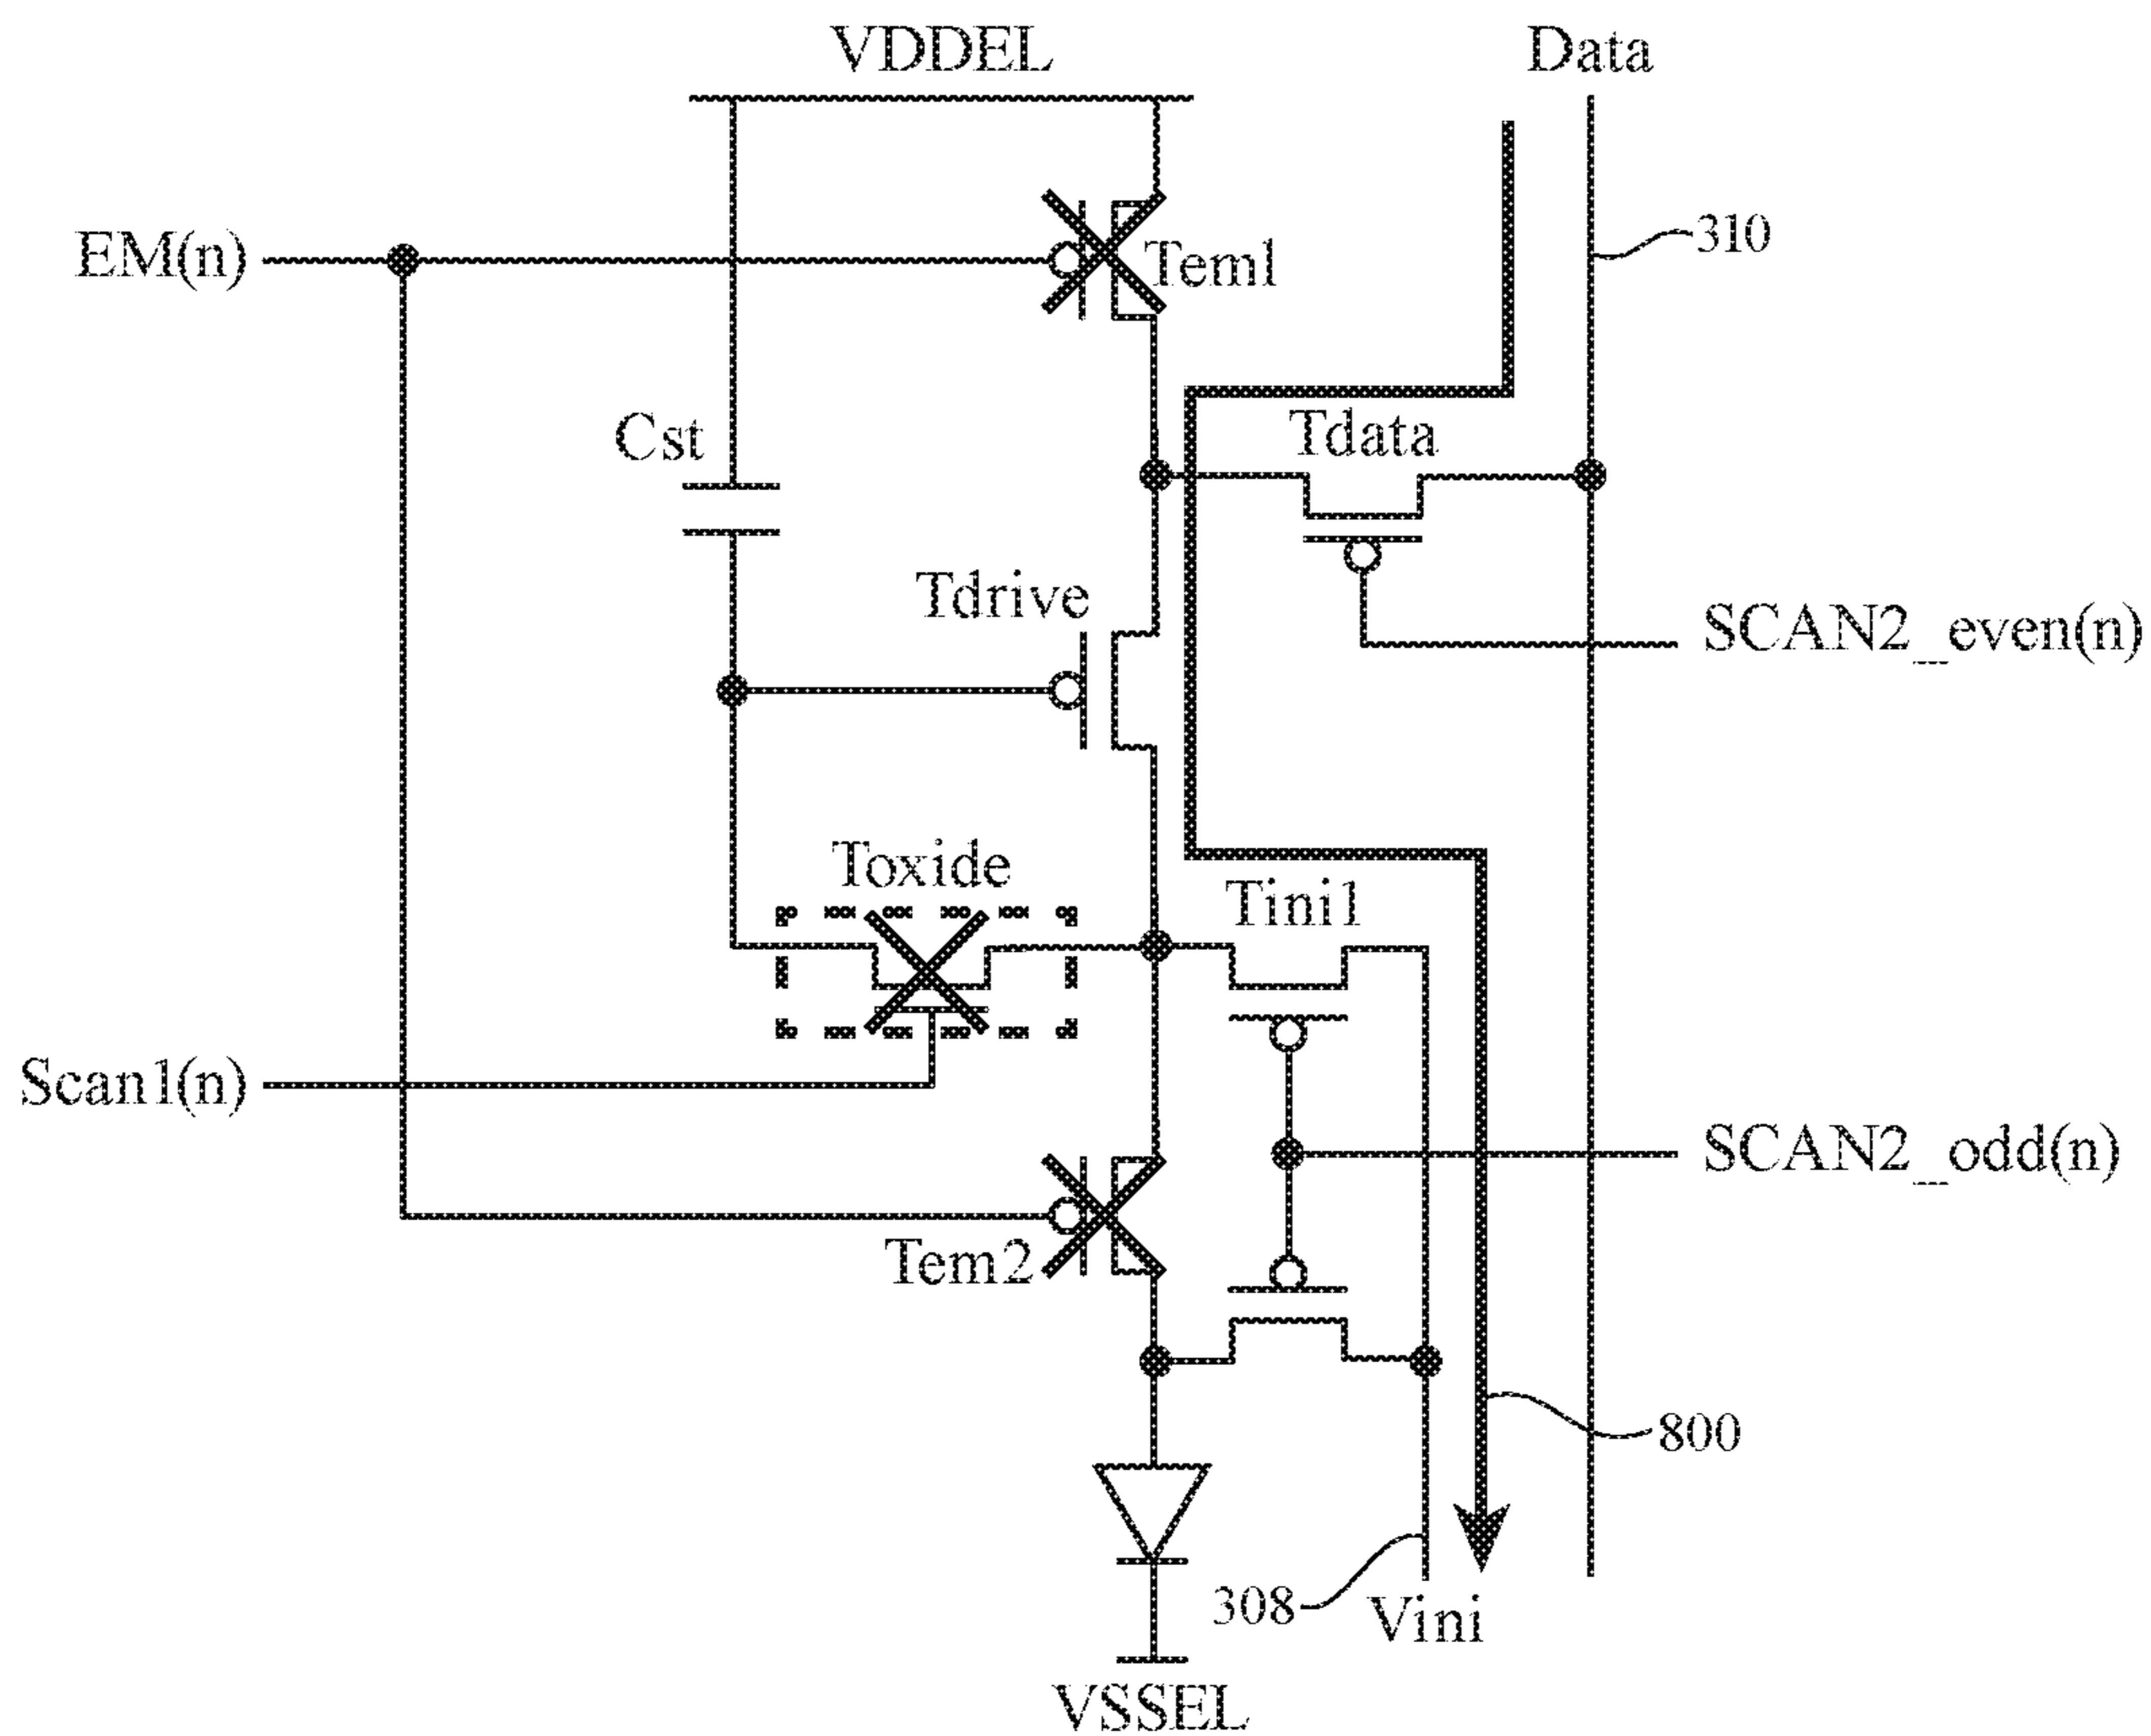 VDDEL
Data
EM(n)
Tem1
310
Cst
Tdata
Tdrive
SCAN2_even(n)
Toxide
Tini1
Scan1(n)
SCAN2_odd(n)
Tem2
800
308
Vini
VSSEL